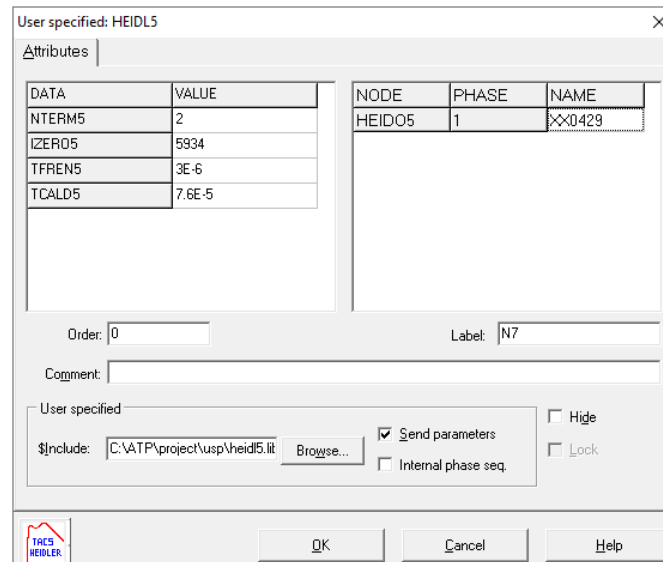 User specified: HEIDL5
Attributes
DATA VALUE
NTERM5 2
IZERO5 5934
TFREN5 3E-6
TCALD5 7.6E-5
NODE PHASE NAME
HEIDO5 1 XX0429
Order: 0
Label: N7
Comment:
User specified
$Include: C:\ATP\project\usp\heidl5.lib
Browse...
Send parameters
Internal phase seq.
Hide
Lock
TACS
HEIDLER
OK
Cancel
Help